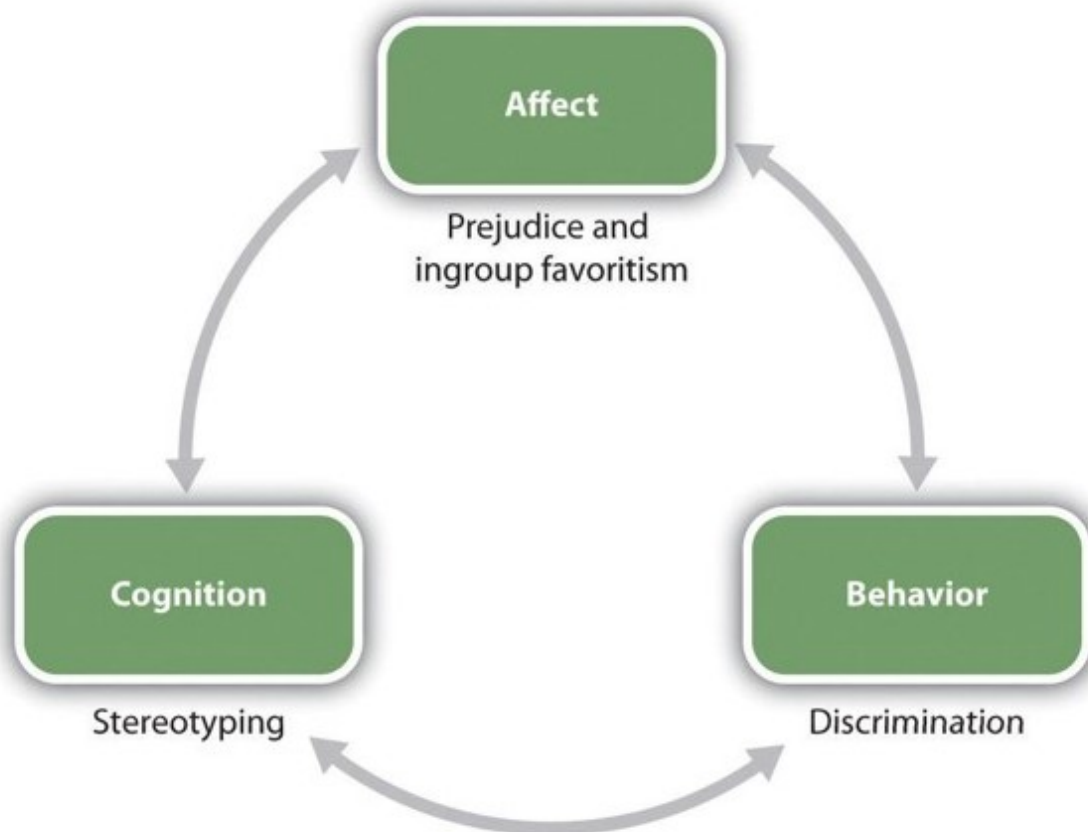 Affect
Prejudice and
ingroup favoritism
Cognition
Stereotyping
Behavior
Discrimination